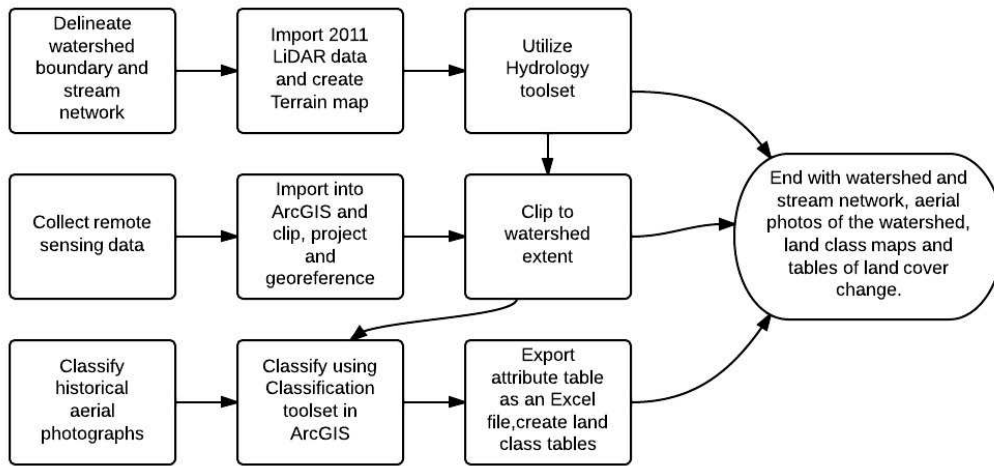 Delineate
watershed
boundary and
stream
network
Import 2011
LiDAR data
and create
Terrain map
Utilize
Hydrology
toolset
Collect remote
sensing data
Import into
ArcGIS and
clip, project
and
georeference
Clip to
watershed
extent
End with watershed and
stream network, aerial
photos of the watershed,
land class maps and
tables of land cover
change.
Classify
historical
aerial
photographs
Classify using
Classification
toolset in
ArcGIS
Export
attribute table
as an Excel
file,create land
class tables